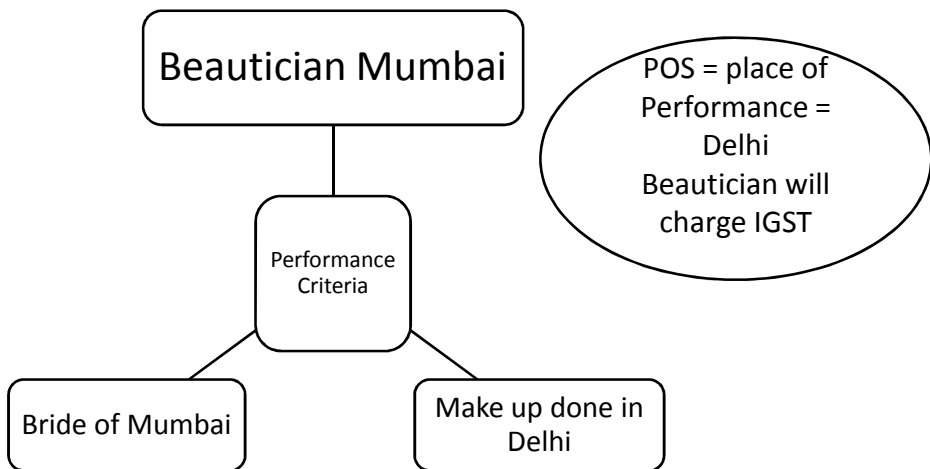 Beautician Mumbai
POS = place of
Performance =
Delhi
Beautician will
charge IGST
Performance
Criteria
Bride of Mumbai
Make up done in
Delhi